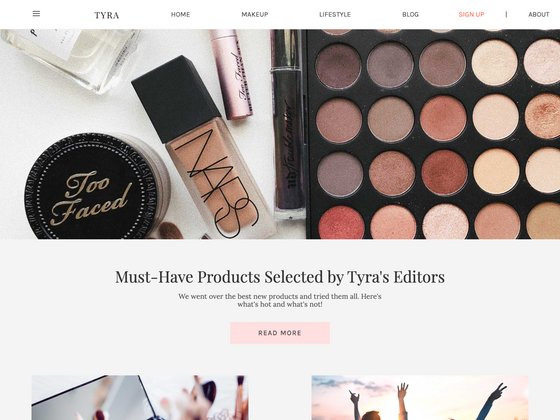 TYRA HOME MAKEUP LIFESTYLE BLOG SIGN UP | ABOUT
Too Faced
Too
Faced
NARS
Must-Have Products Selected by Tyra's Editors
We went over the best new products and tried them all. Here's
what's hot and what's not!
READ MORE